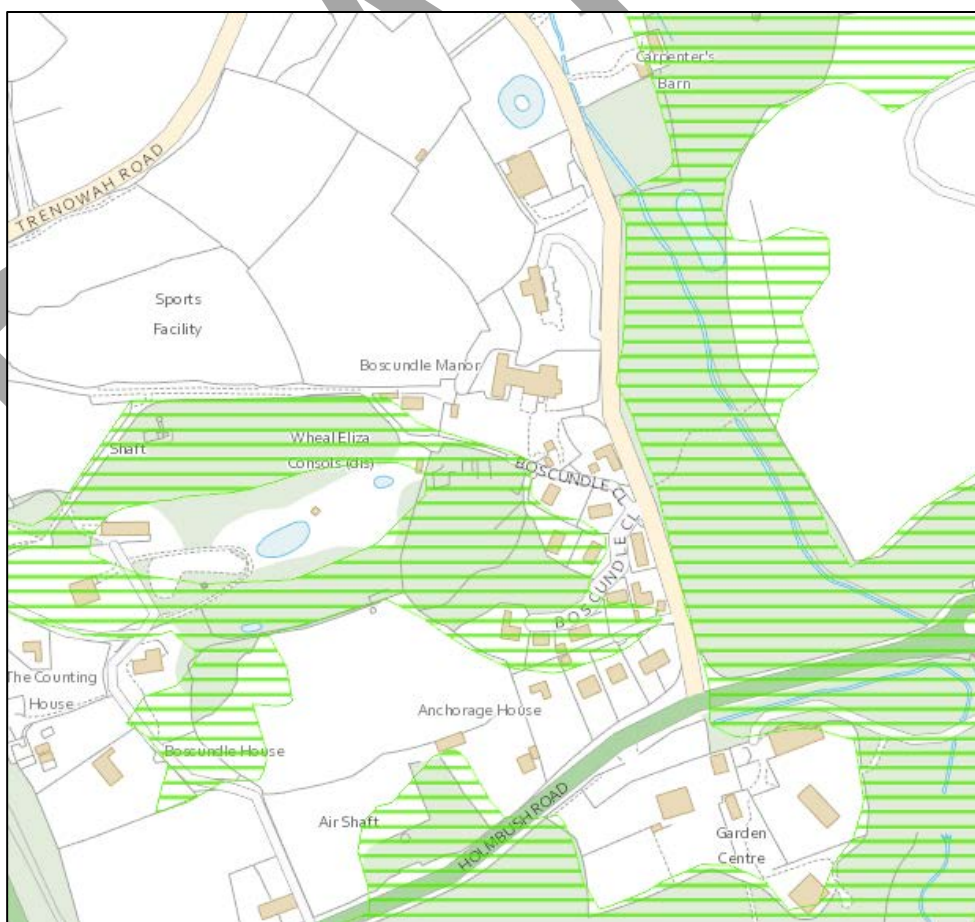 Carpenter's
Barn
TRENOWAH ROAD
Sports
Facility
Boscundle Manor
Shaft
Wheal Eliza
Consols (dis)
BOSCUNDLE CL
BOSCUNDLE CL
The Counting
House
Anchorage House
Boscundle House
Air Shaft
HOLMBUSH ROAD
Garden
Centre